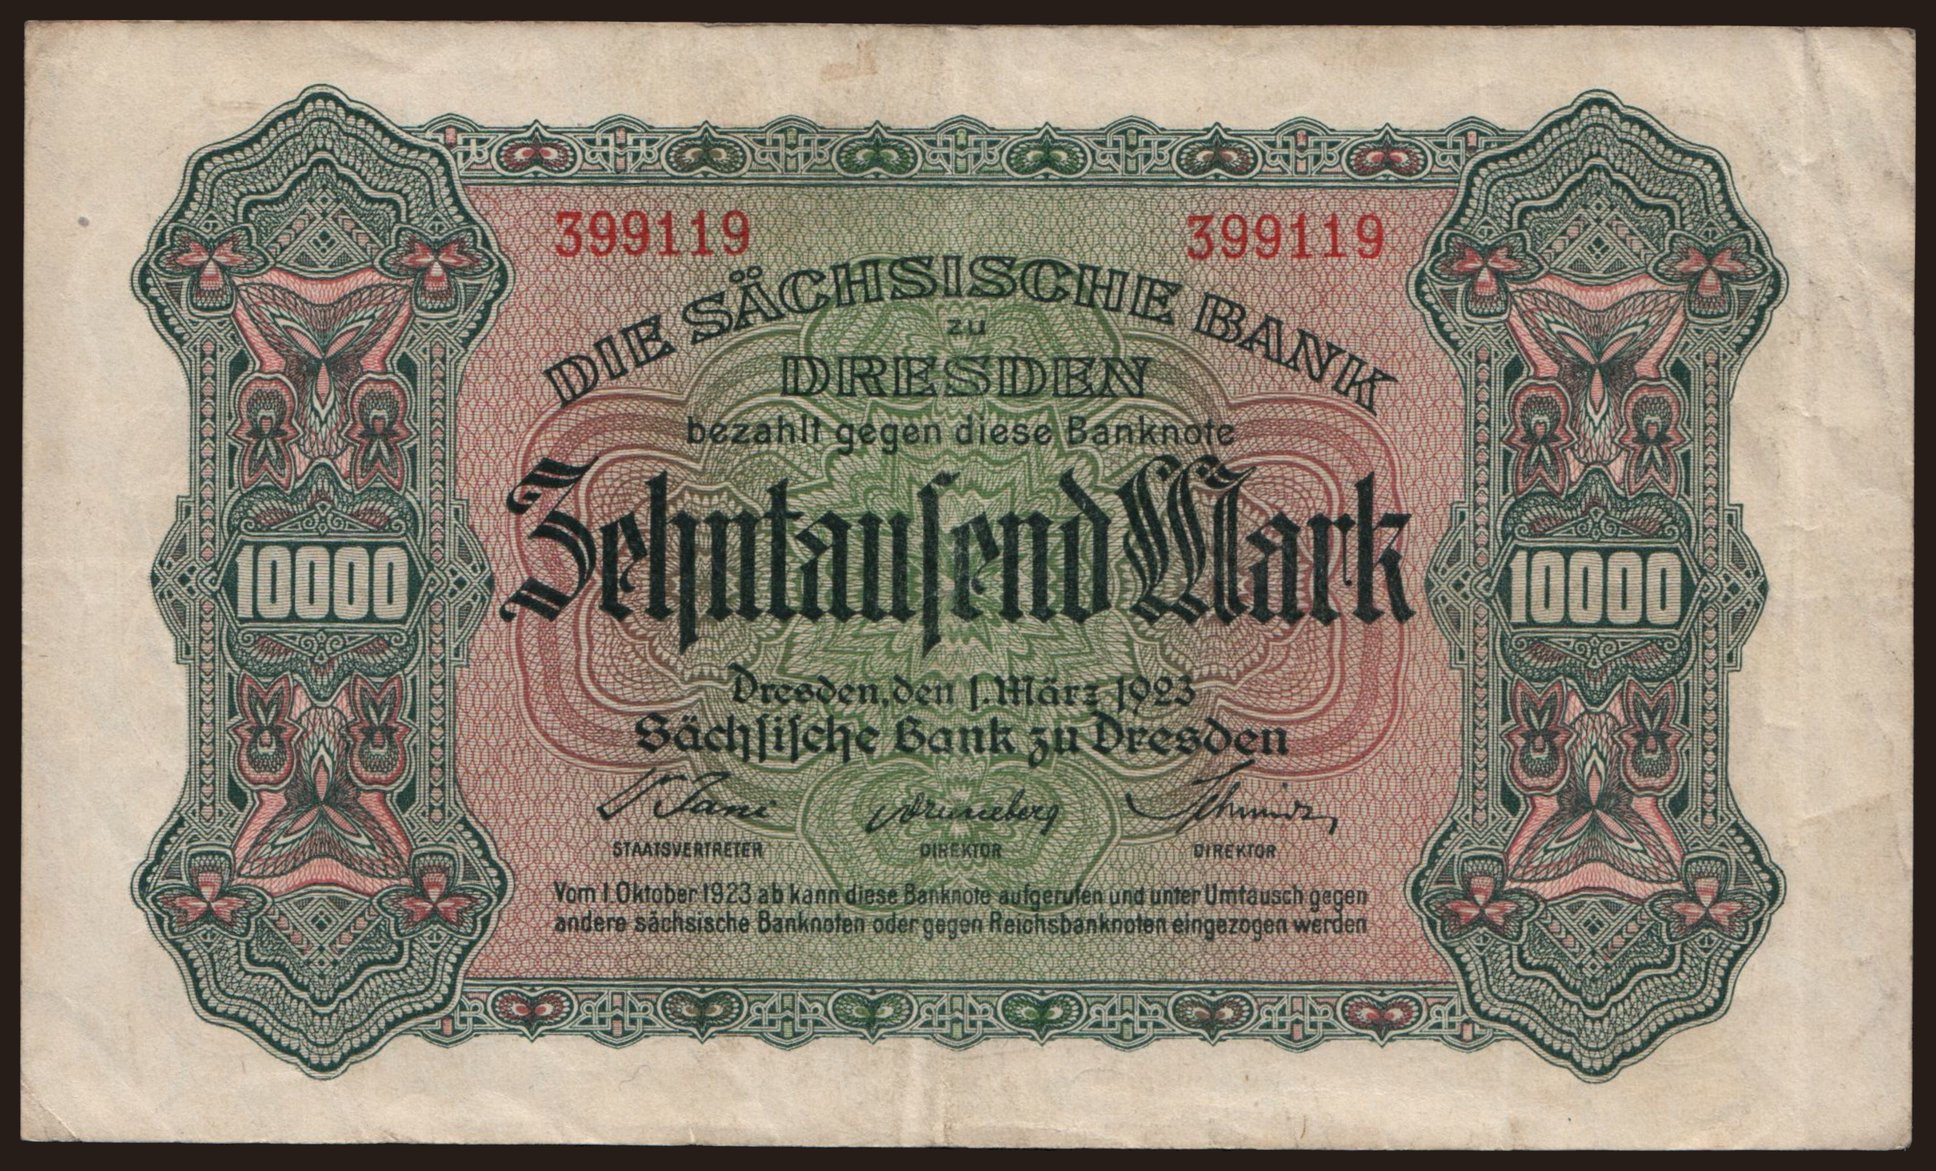 399119 399119
DIE SÄCHSISCHE BANK
zu
DRESDEN
bezahlt gegen diese Banknote
Zehntausend Mark
10000 10000
Dresden, den 1. März 1923
Sächsische Bank zu Dresden
STAATSVERTRETER DIREKTOR DIREKTOR
Vom 1. Oktober 1923 ab kann diese Banknote aufgerufen und unter Umtausch gegen
andere sächsische Banknoten oder gegen Reichsbanknoten eingezogen werden